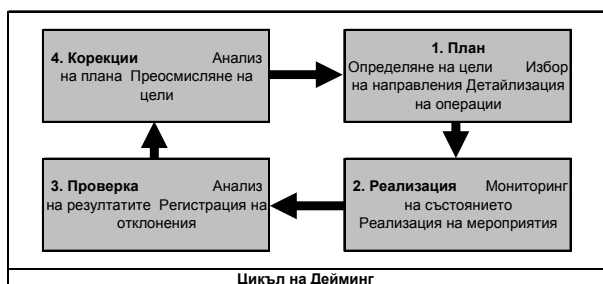 4. Корекции Анализ
на плана Преосмисляне на
цели
1. План
Определяне на цели Избор
на направления Детайлизация
на операции
3. Проверка Анализ
на резултатите Регистрация на
отклонения
2. Реализация Мониторинг
на състоянието
Реализация на мероприятия
Цикъл на Дейминг